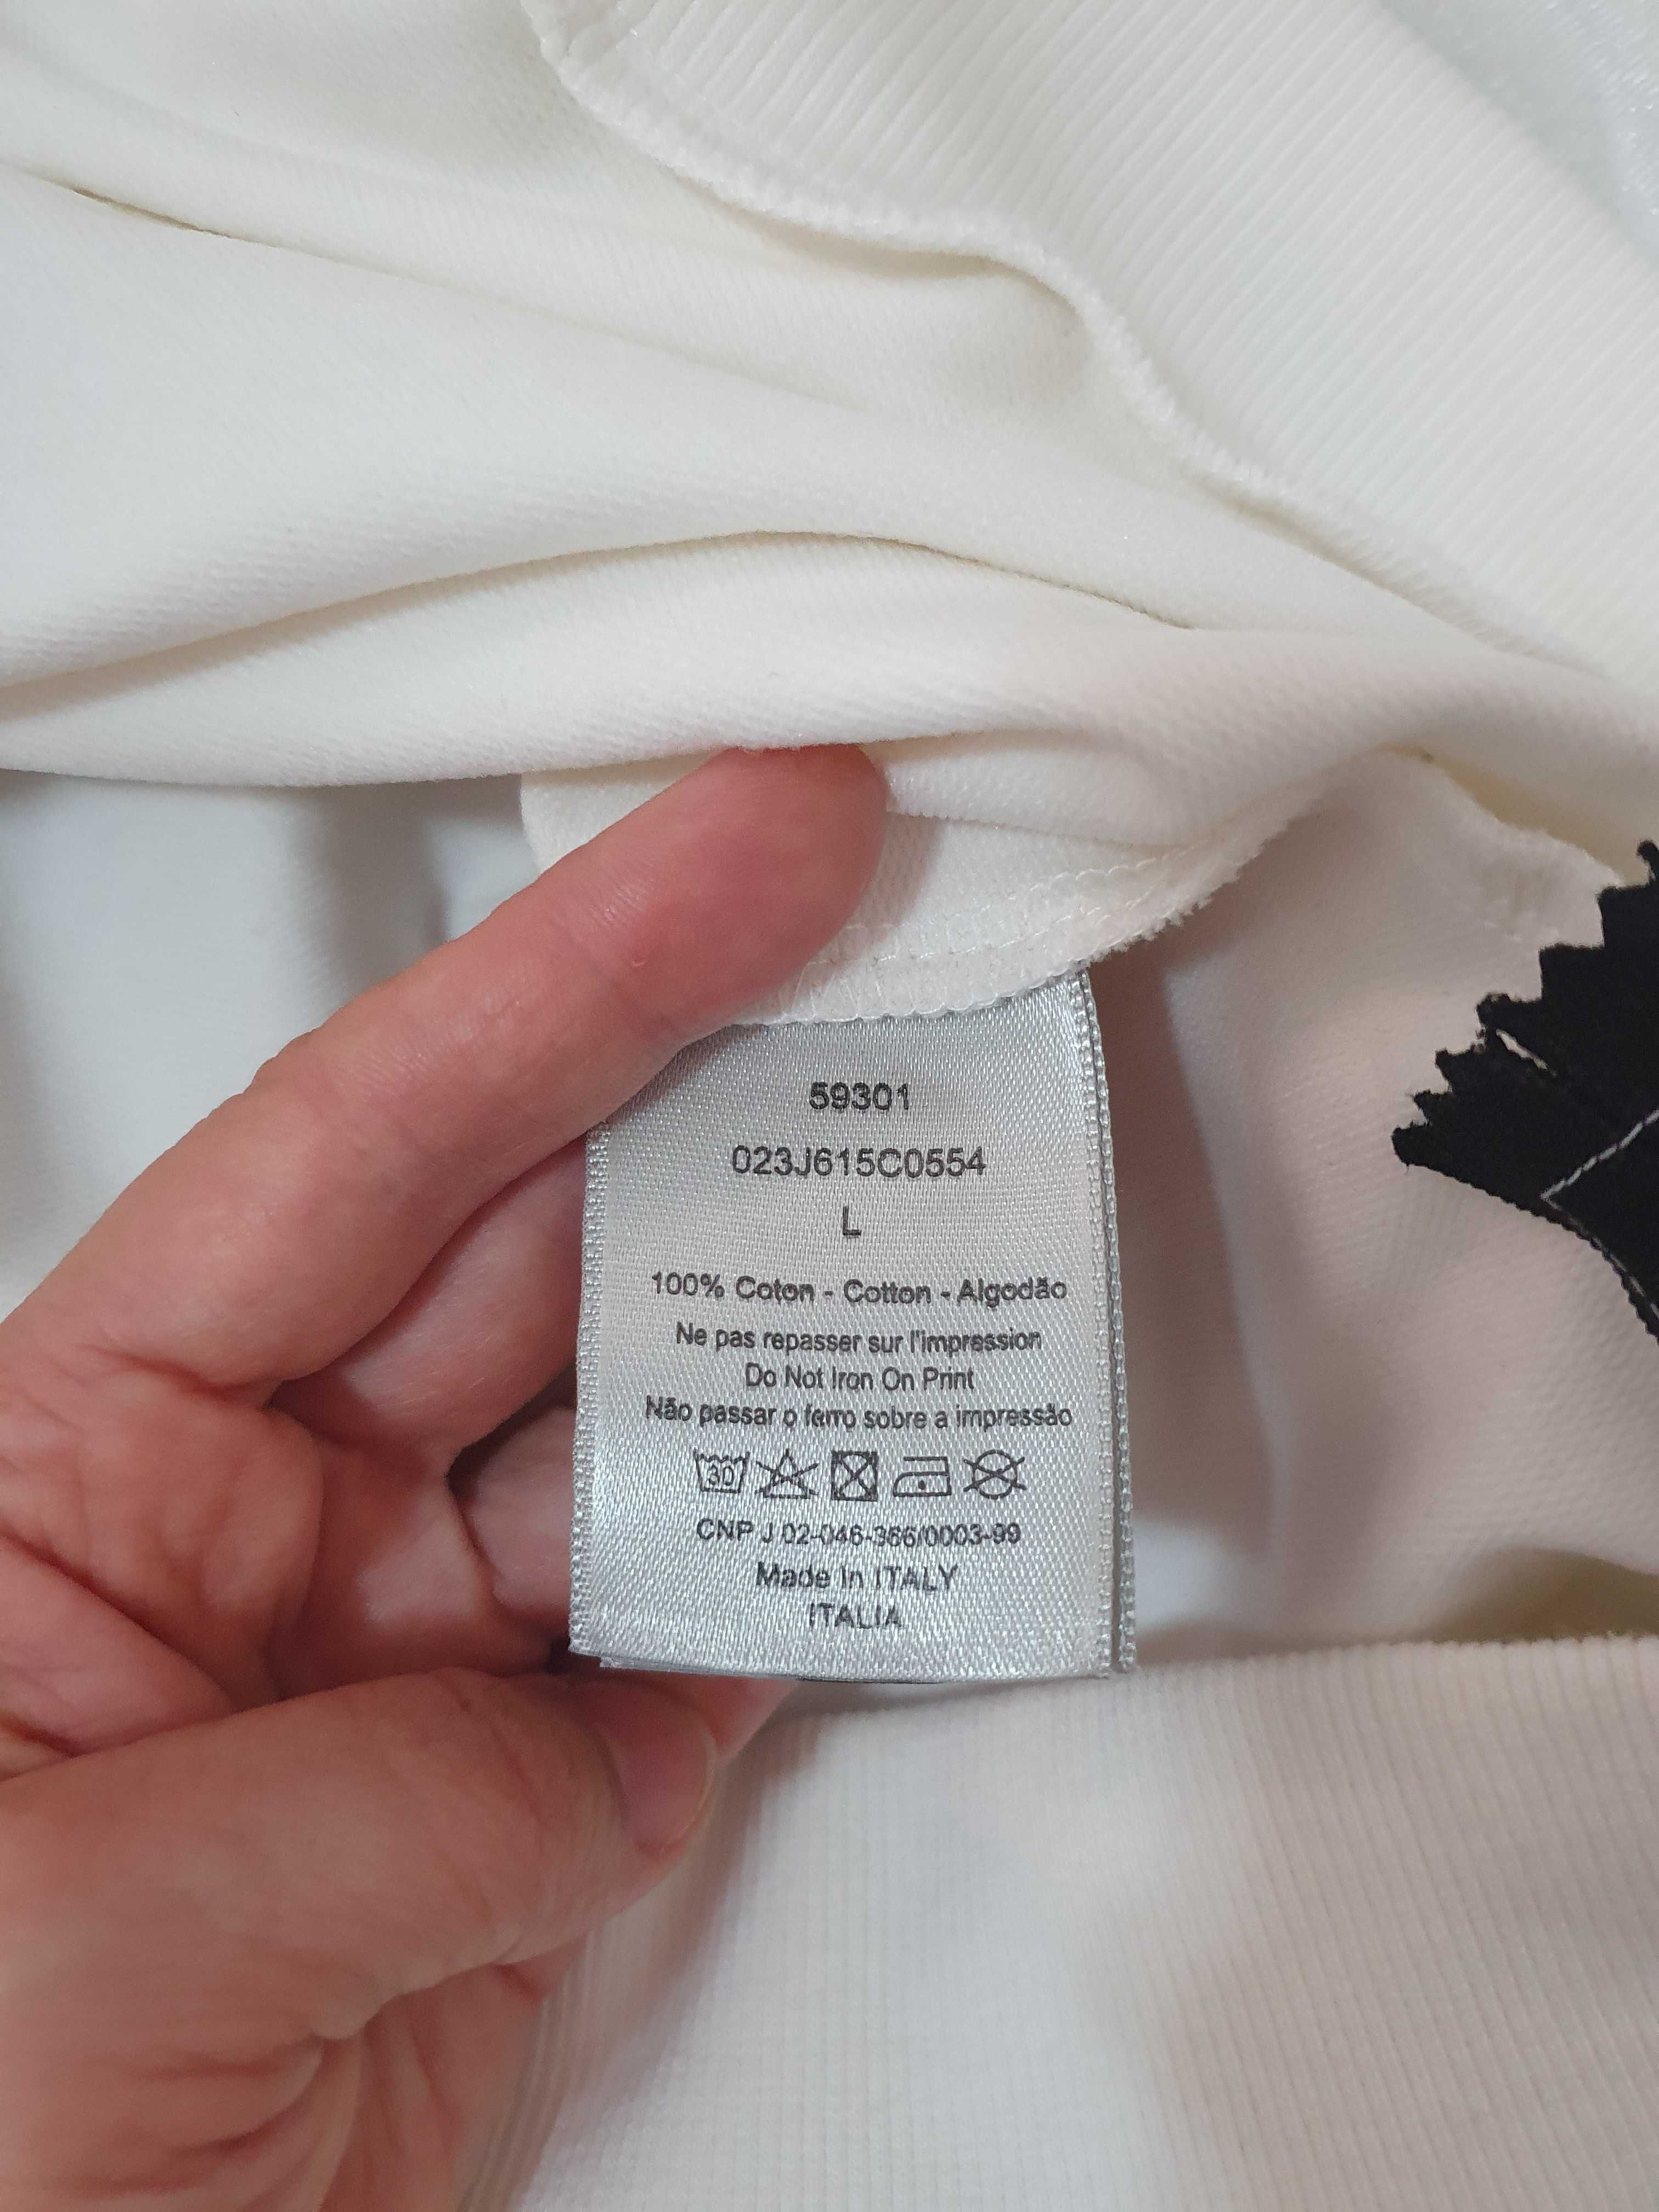 59301
023J615C0554
L
100% Coton - Cotton - Algodão
Ne pas repasser sur l'impression
Do Not Iron On Print
Não passar o ferro sobre a impressão
30
CNP J 02-046-366/0003-99
Made in ITALY
ITALIA